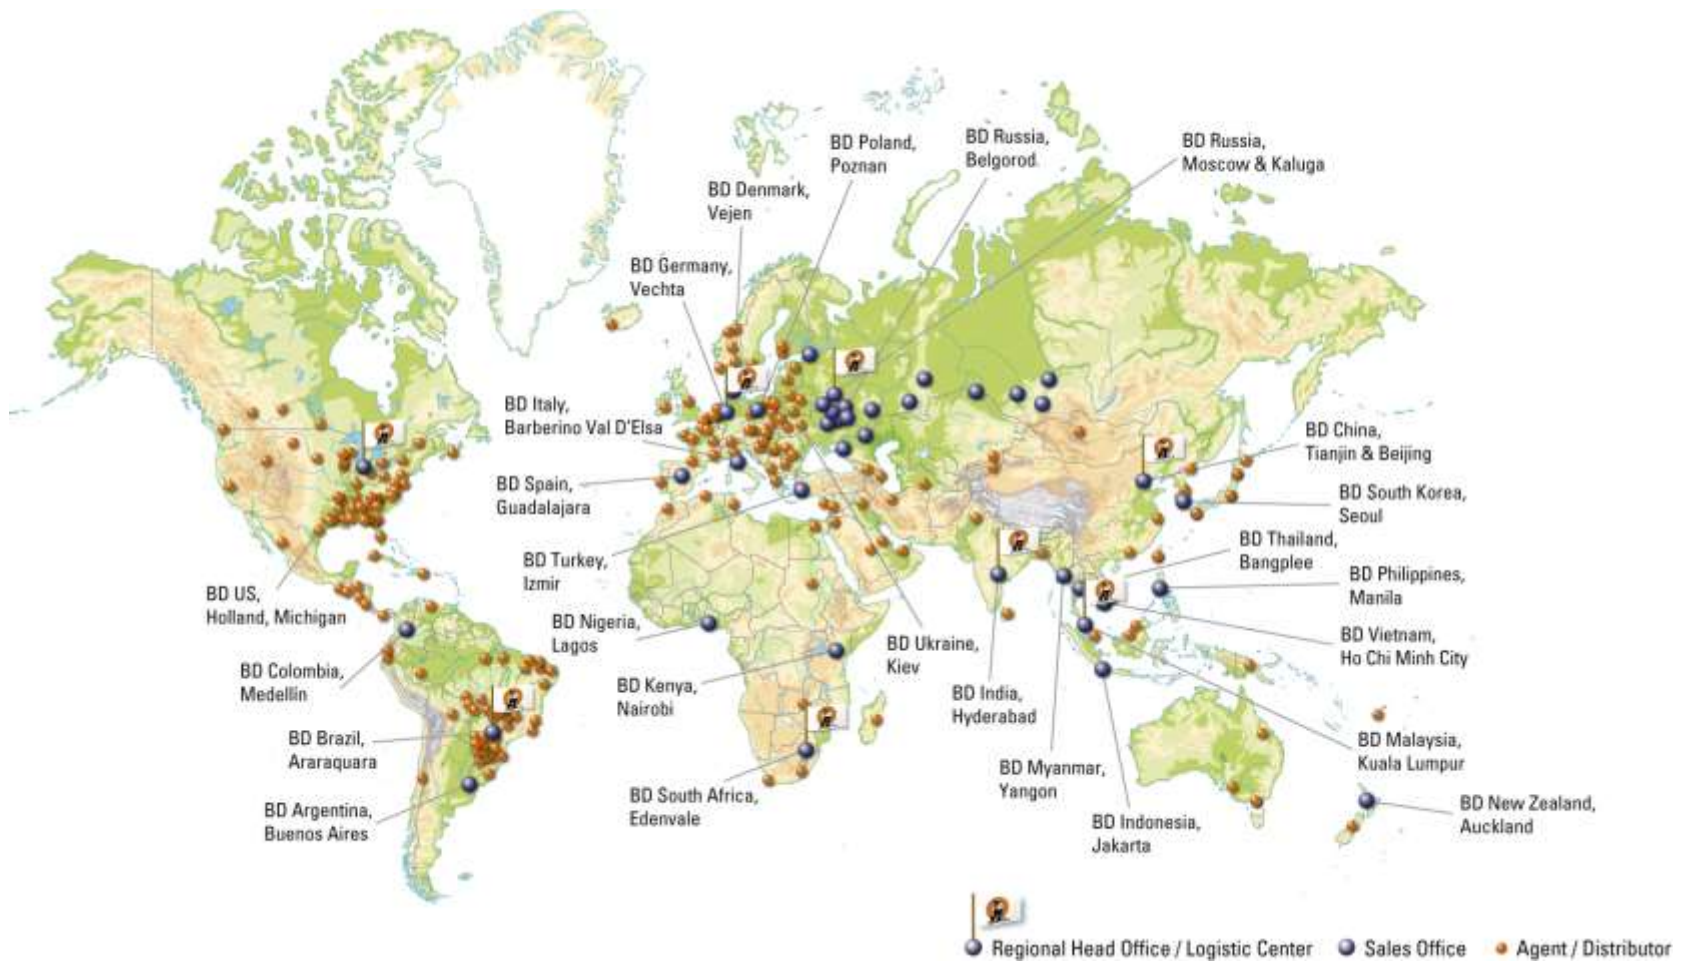 BD Poland,
Poznan
BD Russia,
Belgorod
BD Russia,
Moscow & Kaluga
BD Denmark,
Vejen
BD Germany,
Vechta
BD Italy,
Barberino Val D'Elsa
BD Spain,
Guadalajara
BD Turkey,
Izmir
BD US,
Holland, Michigan
BD Nigeria,
Lagos
BD Colombia,
Medellín
BD Kenya,
Nairobi
BD Brazil,
Araraquara
BD Argentina,
Buenos Aires
BD South Africa,
Edenvale
BD Ukraine,
Kiev
BD India,
Hyderabad
BD Myanmar,
Yangon
BD Indonesia,
Jakarta
BD China,
Tianjin & Beijing
BD South Korea,
Seoul
BD Thailand,
Bangplee
BD Philippines,
Manila
BD Vietnam,
Ho Chi Minh City
BD Malaysia,
Kuala Lumpur
BD New Zealand,
Auckland
Regional Head Office / Logistic Center
Sales Office
Agent / Distributor